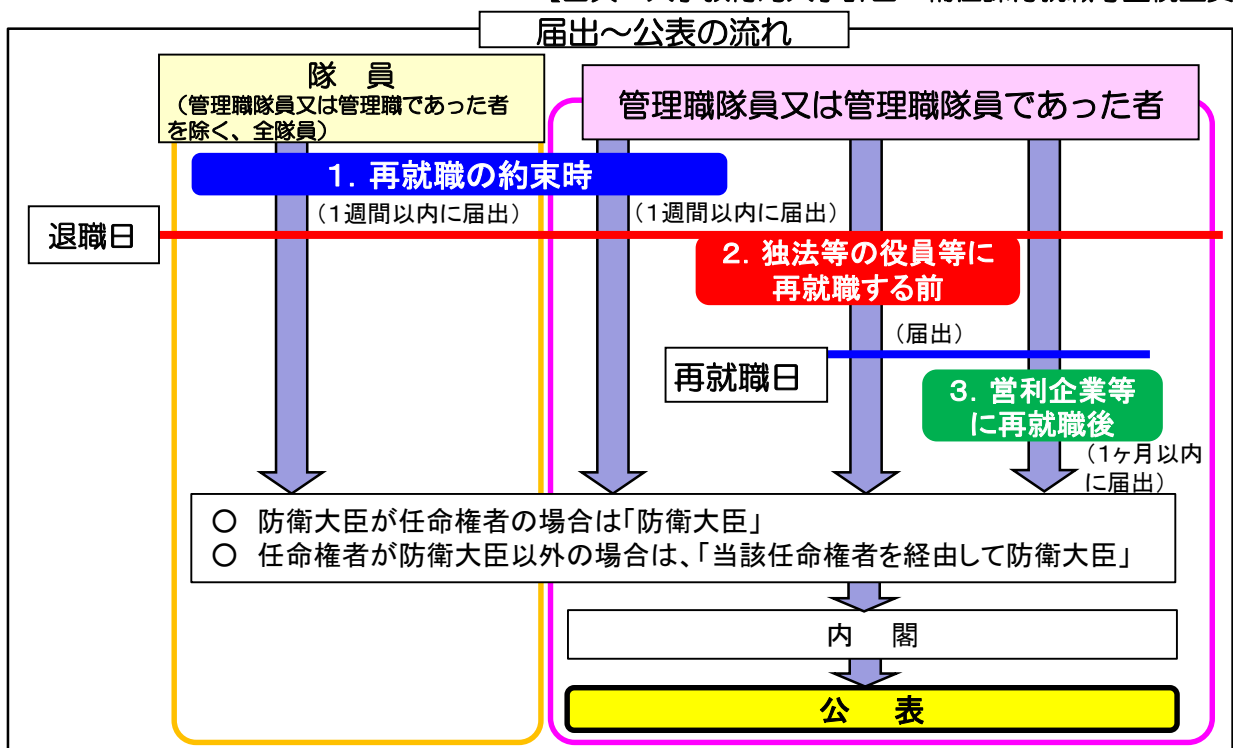 届出～公表の流れ
隊　員
（管理職隊員又は管理職であった者
を除く、全隊員）
管理職隊員又は管理職隊員であった者
１．再就職の約束時
（１週間以内に届出）
（１週間以内に届出）
退職日
２．独法等の役員等に
再就職する前
（届出）
再就職日
３．営利企業等
に再就職後
（１ヶ月以内
に届出）
○　防衛大臣が任命権者の場合は「防衛大臣」
○　任命権者が防衛大臣以外の場合は、「当該任命権者を経由して防衛大臣」
内　閣
公　表